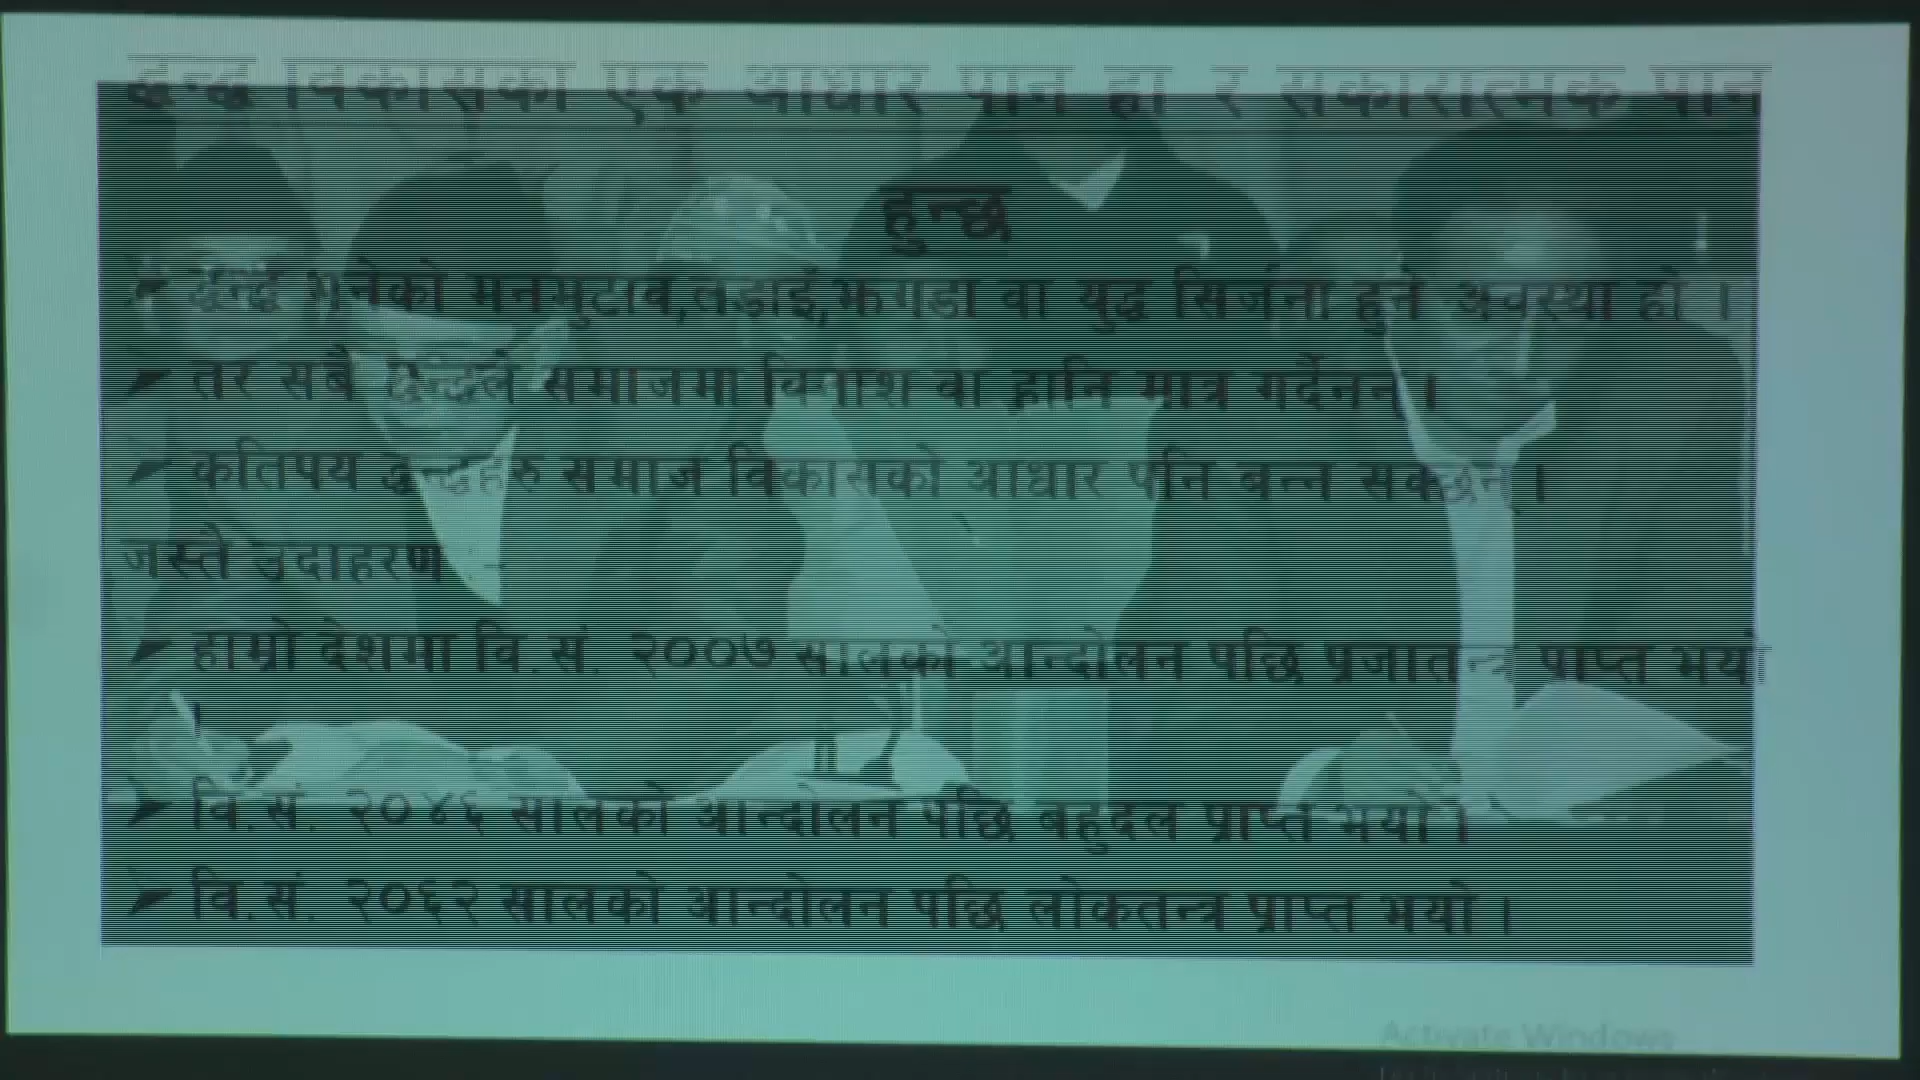 द्वन्द्व विकासको एक आधार पनि हो र सकारात्मक पनि
हुन्छ
➤ द्वन्द्व भनेको मनमुटाव,लडाइं,झगडा वा युद्ध सिर्जना हुने अवस्था हो ।
➤ तर सबै द्वन्द्वले समाजमा विनाश वा हानि मात्र गर्दैनन् ।
➤ कतिपय द्वन्द्वहरु समाज विकासको आधार पनि बन्न सक्छन् ।
जस्तै उदाहरण
➤ हाम्रो देशमा वि.सं. २००७ सालको आन्दोलन पछि प्रजातन्त्र प्राप्त भयो
।
➤ वि.सं. २०४६ सालको आन्दोलन पछि बहुदल प्राप्त भयो ।
➤ वि.सं. २०६२ सालको आन्दोलन पछि लोकतन्त्र प्राप्त भयो ।
Activate Windows